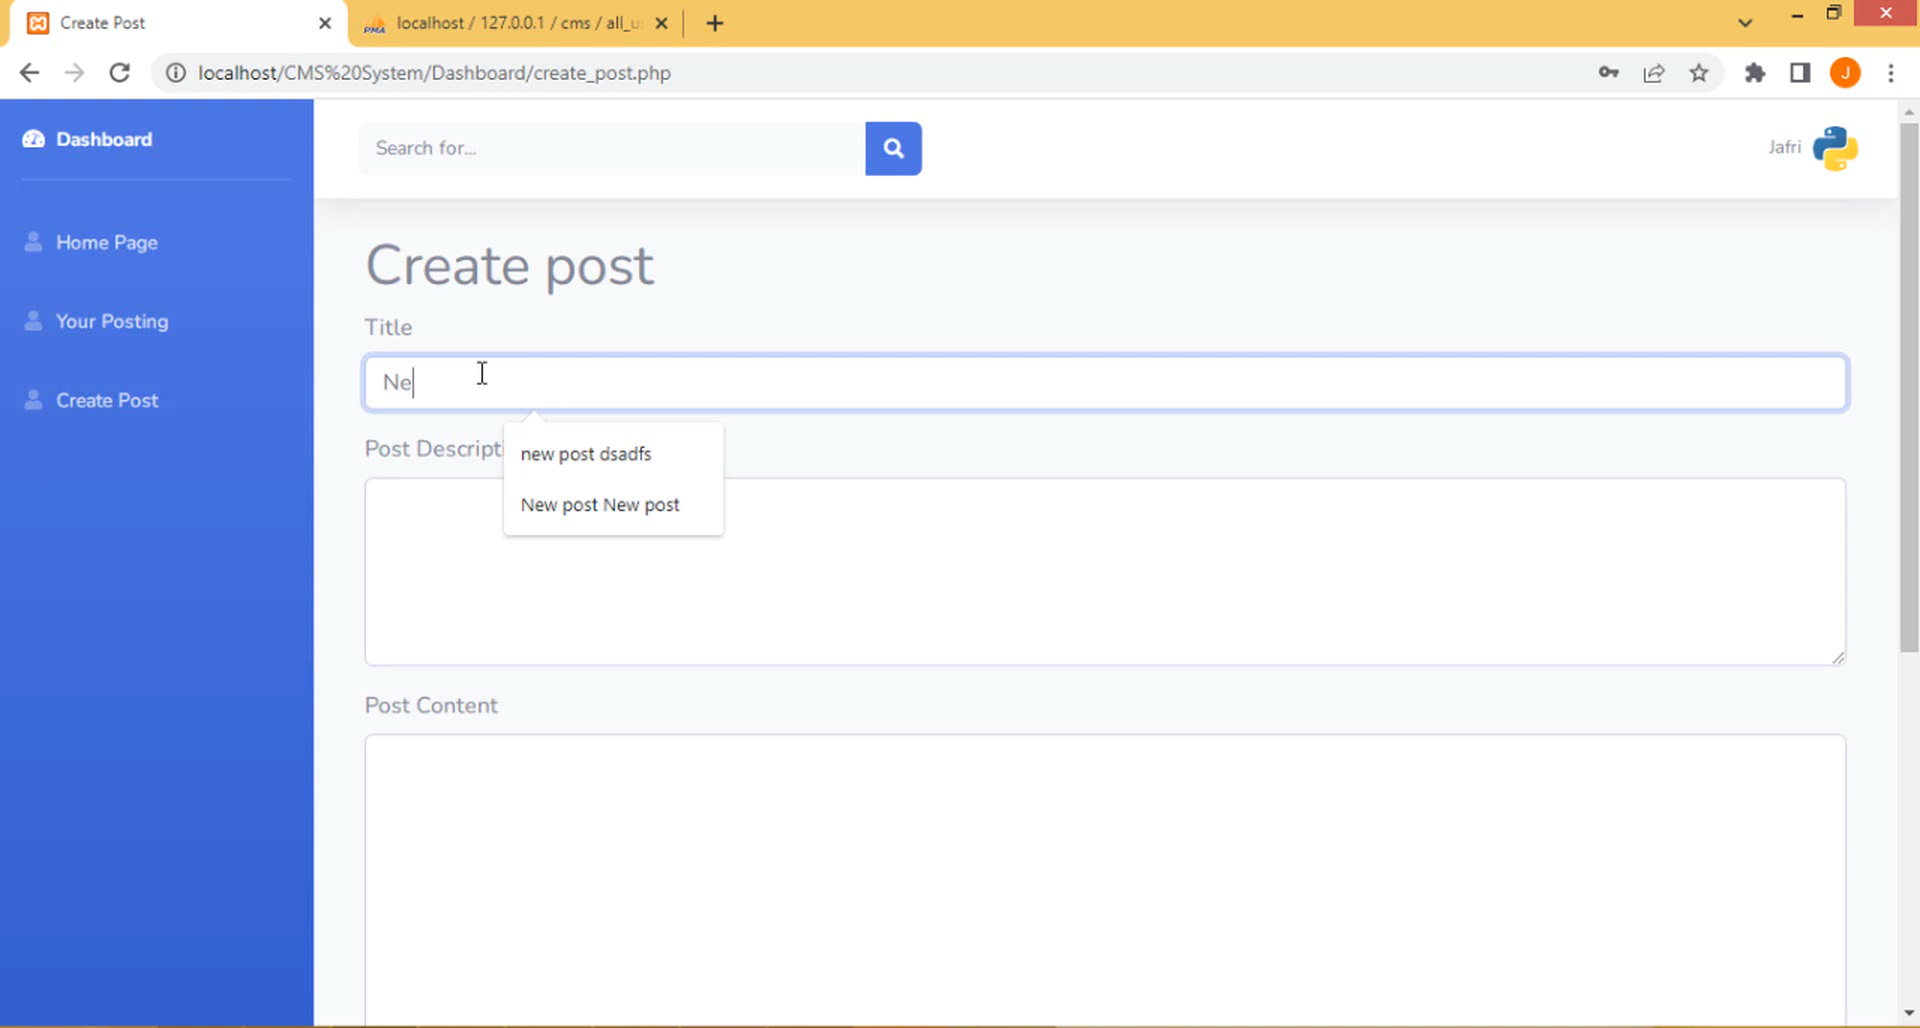 Create Post
localhost / 127.0.0.1 / cms / all_u
localhost/CMS%20System/Dashboard/create_post.php
J
Dashboard
Search for...
Jafri
Home Page
Your Posting
Create Post
Create post
Title
Ne
Post Descripti
new post dsadfs
New post New post
Post Content